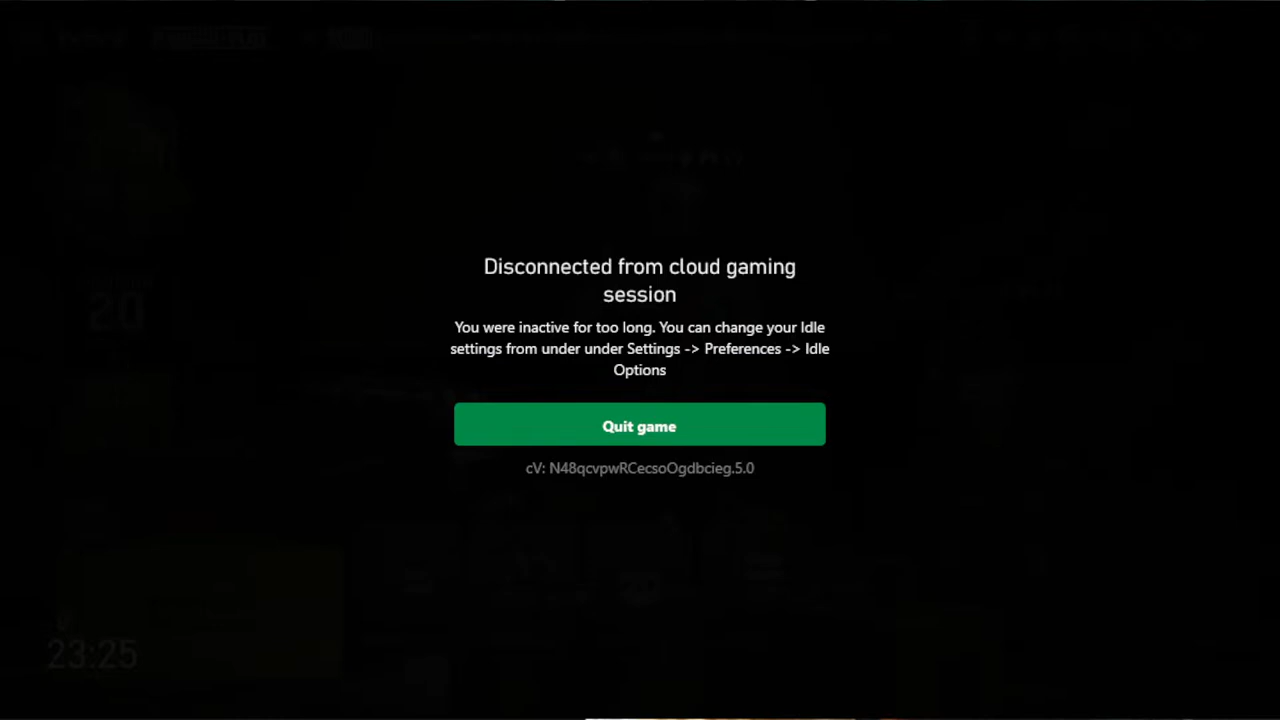 Disconnected from cloud gaming
session
You were inactive for too long. You can change your Idle
settings from under under Settings -> Preferences -> Idle
Options
Quit game
cV: N48qcvpwRCecsoOgdbcieg.5.0
20
23:25